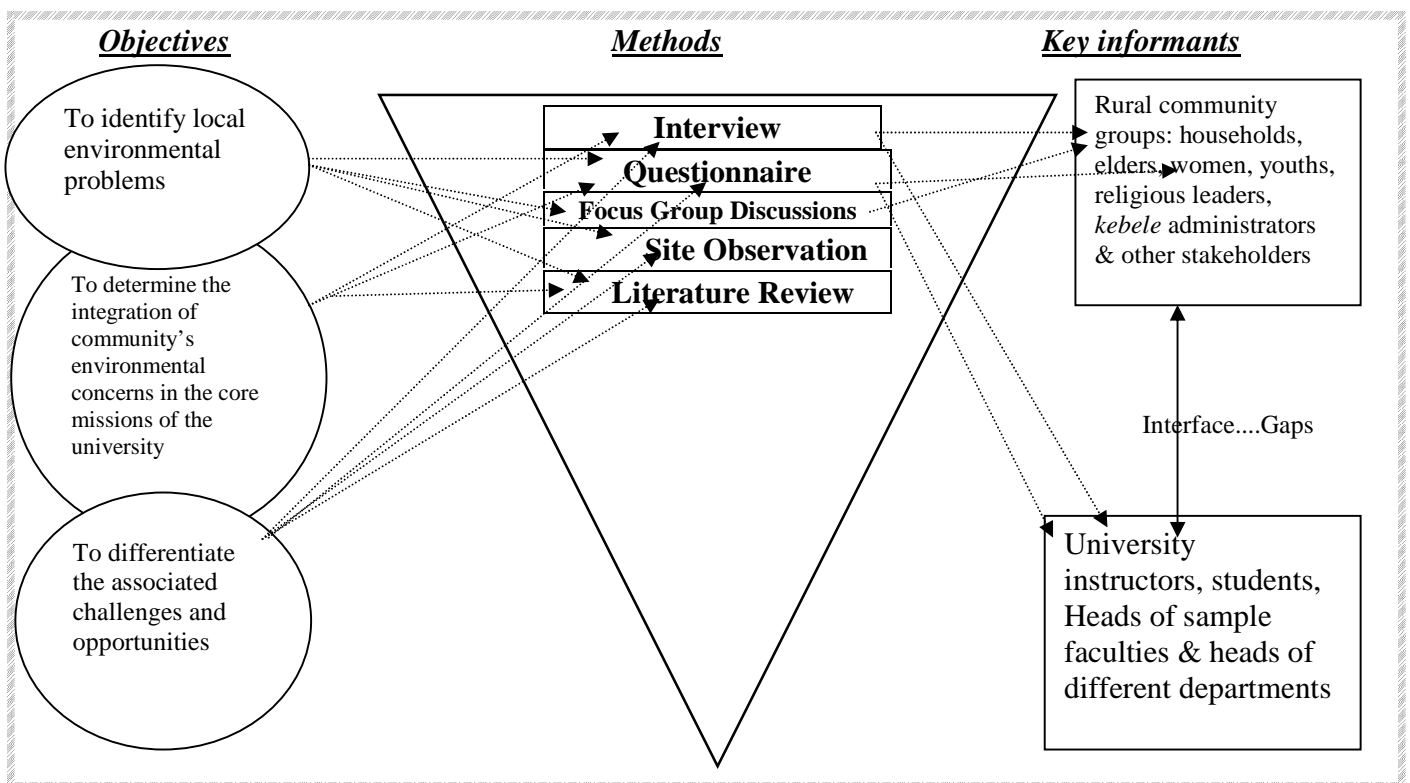 Objectives
Methods
Key informants
To identify local
environmental
problems
To determine the
integration of
community's
environmental
concerns in the core
missions of the
university
To differentiate
the associated
challenges and
opportunities
Interview
Questionnaire
Focus Group Discussions
Site Observation
Literature Review
Rural community
groups: households,
elders, women, youths,
religious leaders,
kebele administrators
& other stakeholders
Interface....Gaps
University
instructors, students,
Heads of sample
faculties & heads of
different departments